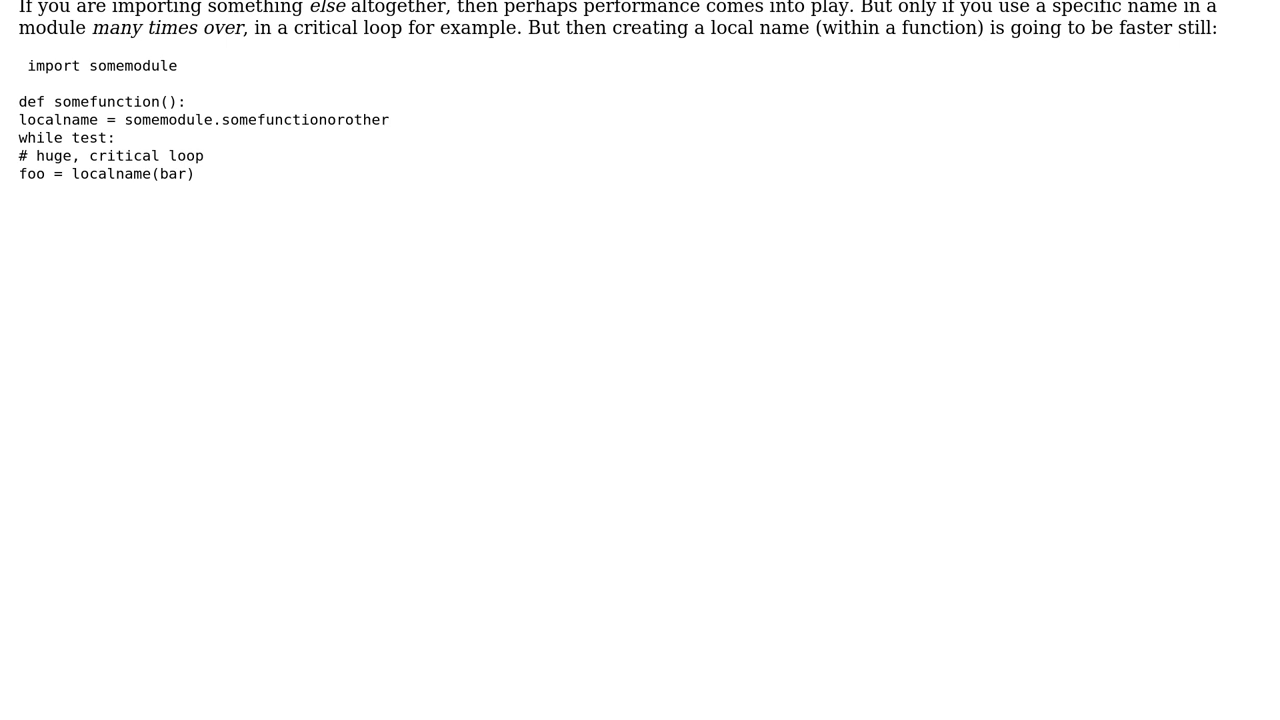 If you are importing something else altogether, then perhaps performance comes into play. But only if you use a specific name in a
module many times over, in a critical loop for example. But then creating a local name (within a function) is going to be faster still:
import somemodule
def somefunction():
localname = somemodule.somefunctionorother
while test:
# huge, critical loop
foo = localname(bar)